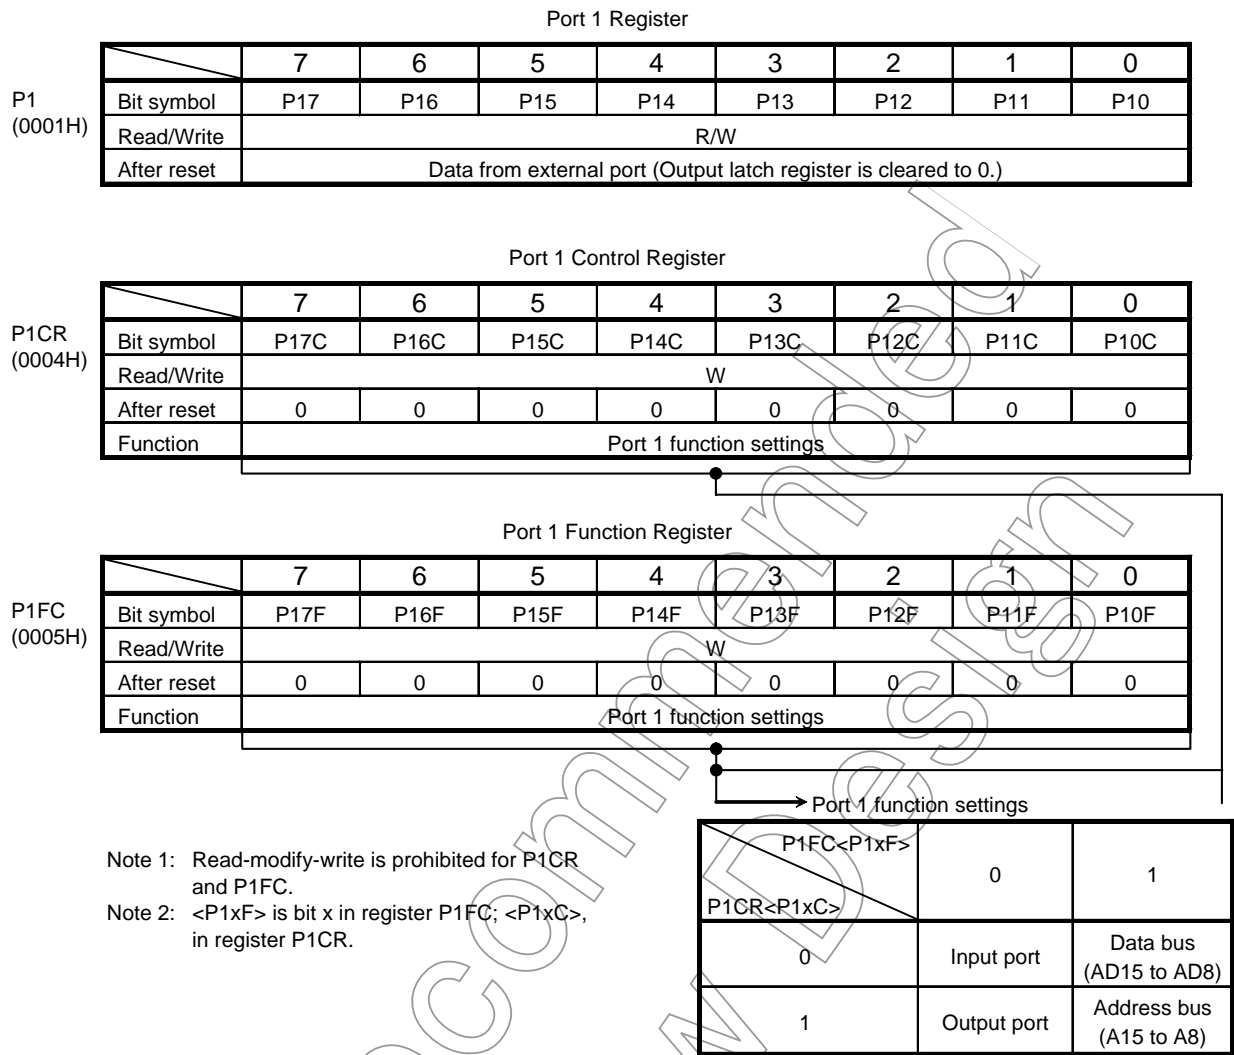 Port 1 Register
7 6 5 4 3 2 1 0
P1
(0001H)
Bit symbol P17 P16 P15 P14 P13 P12 P11 P10
Read/Write R/W
After reset Data from external port (Output latch register is cleared to 0.)
Port 1 Control Register
7 6 5 4 3 2 1 0
P1CR
(0004H)
Bit symbol P17C P16C P15C P14C P13C P12C P11C P10C
Read/Write W
After reset 0 0 0 0 0 0 0 0
Function Port 1 function settings
Port 1 Function Register
7 6 5 4 3 2 1 0
P1FC
(0005H)
Bit symbol P17F P16F P15F P14F P13F P12F P11F P10F
Read/Write W
After reset 0 0 0 0 0 0 0 0
Function Port 1 function settings
Port 1 function settings
P1FC<P1xF>
P1CR<P1xC>
0 1
0 Input port Data bus
(AD15 to AD8)
1 Output port Address bus
(A15 to A8)
Note 1: Read-modify-write is prohibited for P1CR
and P1FC.
Note 2: <P1xF> is bit x in register P1FC; <P1xC>,
in register P1CR.
ecommended
w Design